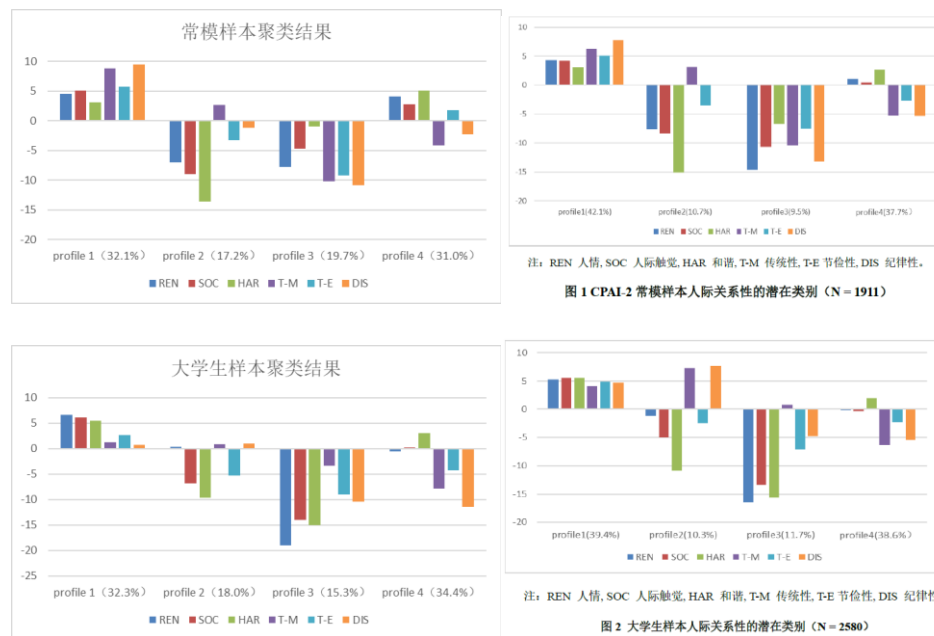 常模样本聚类结果
10
5
0
-5
-10
-15
-20
profile 1（32.1%） profile 2（17.2%） profile 3（19.7%） profile 4（31.0%）
REN SOC HAR T-M T-E DIS
10
5
0
-5
-10
-15
-20
profile1(42.1%) profile2(10.7%) profile3(9.5%) profile4(37.7%)
REN SOC HAR T-M T-E DIS
注：REN 人情, SOC 人际触觉, HAR 和谐, T-M 传统性, T-E 节俭性, DIS 纪律性。
图 1 CPAI-2 常模样本人际关系性的潜在类别（N = 1911）
大学生样本聚类结果
10
5
0
-5
-10
-15
-20
-25
profile 1（32.3%） profile 2（18.0%） profile 3（15.3%） profile 4（34.4%）
REN SOC HAR T-M T-E DIS
10
5
0
-5
-10
-15
-20
profile1(39.4%) profile2(10.3%) profile3(11.7%) profile4(38.6%)
REN SOC HAR T-M T-E DIS
注：REN 人情, SOC 人际触觉, HAR 和谐, T-M 传统性, T-E 节俭性, DIS 纪律
图 2 大学生样本人际关系性的潜在类别（N = 2580）